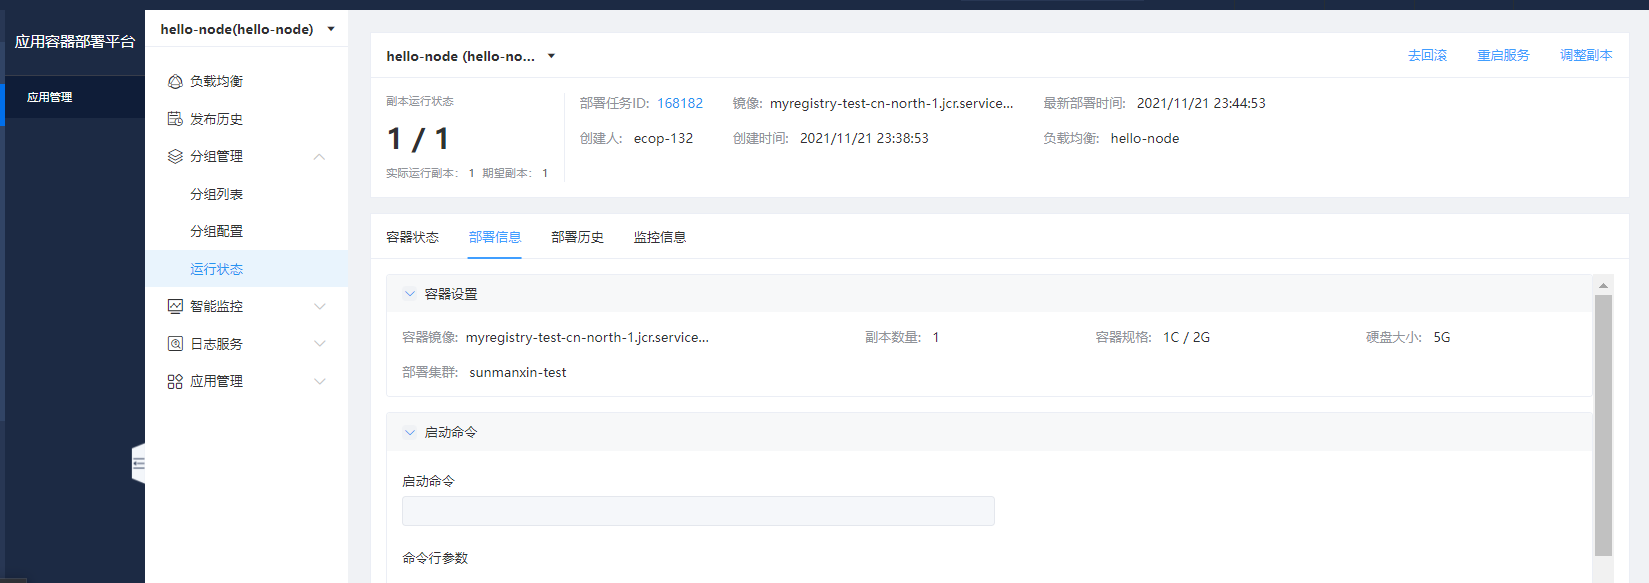 应用容器部署平台
应用管理
hello-node(hello-node)
负载均衡
发布历史
分组管理
分组列表
分组配置
运行状态
智能监控
日志服务
应用管理
hello-node (hello-no...
去回滚 重启服务 调整副本
副本运行状态
1 / 1
实际运行副本: 1 期望副本: 1
部署任务ID: 168182 镜像: myregistry-test-cn-north-1.jcr.service... 最新部署时间: 2021/11/21 23:44:53
创建人: ecop-132 创建时间: 2021/11/21 23:38:53 负载均衡: hello-node
容器状态 部署信息 部署历史 监控信息
容器设置
容器镜像: myregistry-test-cn-north-1.jcr.service... 副本数量: 1 容器规格: 1C / 2G 硬盘大小: 5G
部署集群: sunmanxin-test
启动命令
启动命令
命令行参数